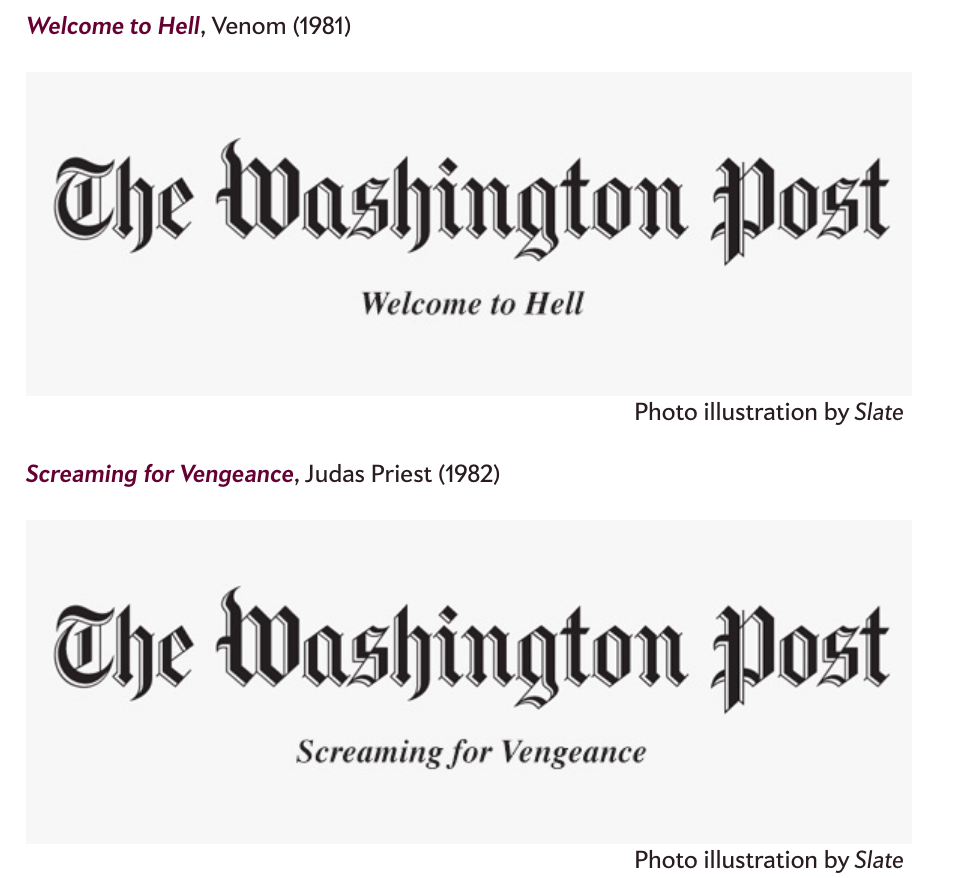 Welcome to Hell, Venom (1981)
The Washington Post
Welcome to Hell
Photo illustration by Slate
Screaming for Vengeance, Judas Priest (1982)
The Washington Post
Screaming for Vengeance
Photo illustration by Slate